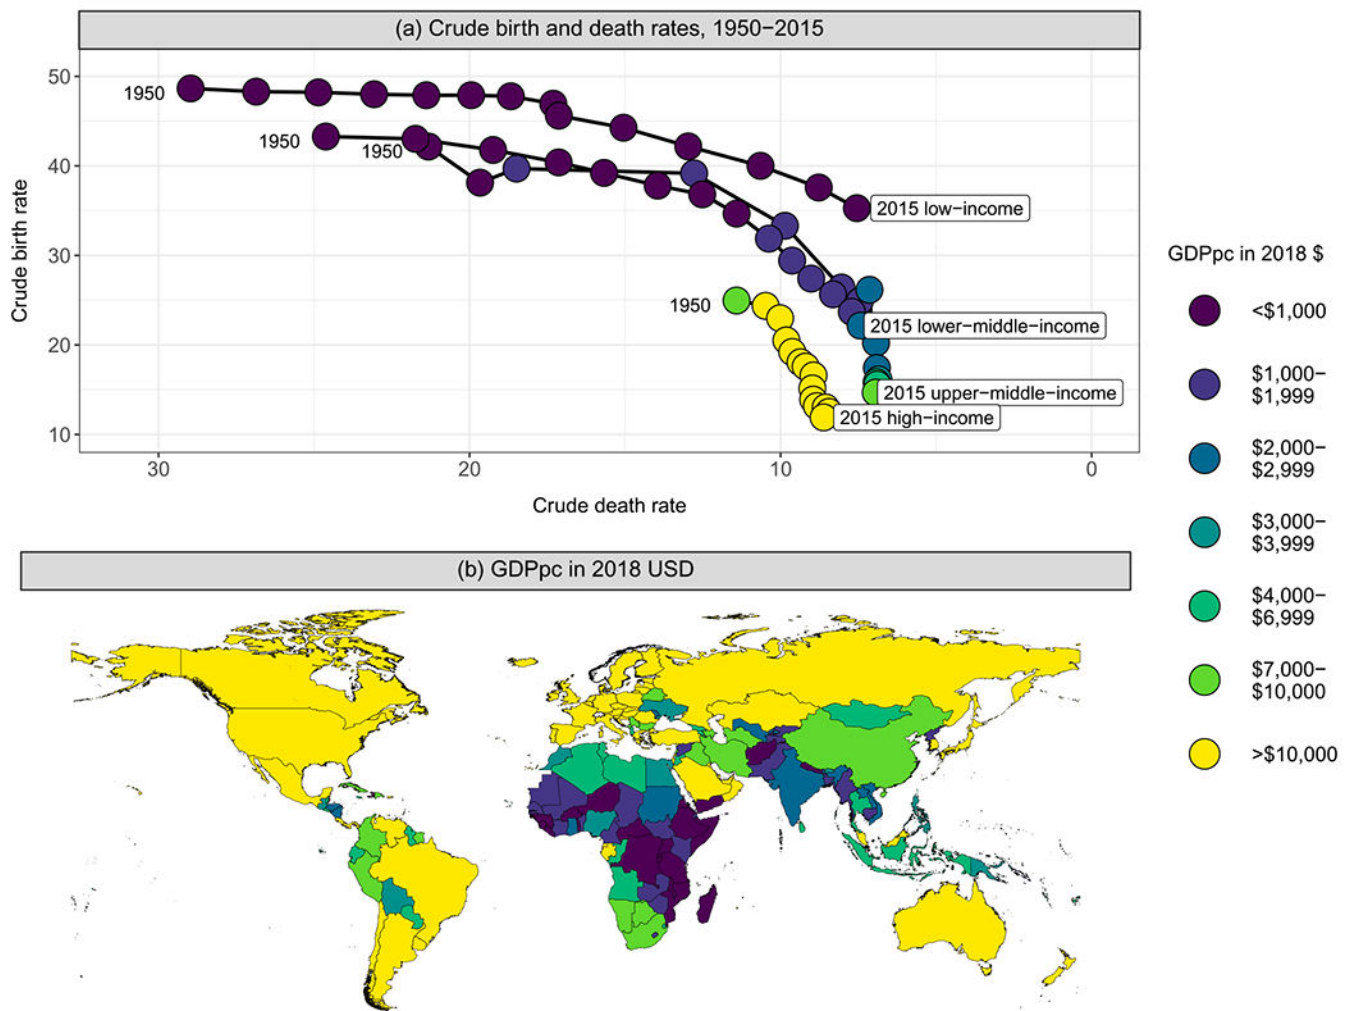 (a) Crude birth and death rates, 1950−2015
Crude birth rate
50
40
30
20
10
1950
1950
1950
1950
2015 low−income
2015 lower−middle−income
2015 upper−middle−income
2015 high−income
30
20
10
0
Crude death rate
GDPpc in 2018 $
<$1,000
$1,000−
$1,999
$2,000−
$2,999
$3,000−
$3,999
$4,000−
$6,999
$7,000−
$10,000
>$10,000
(b) GDPpc in 2018 USD